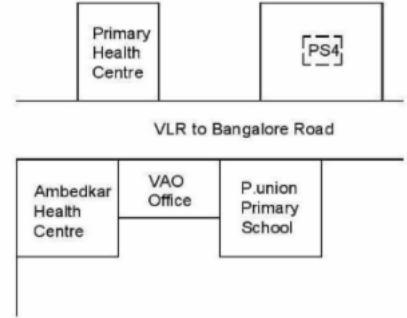 Primary
Health
Centre
PS4
VLR to Bangalore Road
Ambedkar
Health
Centre
VAO
Office
P.union
Primary
School